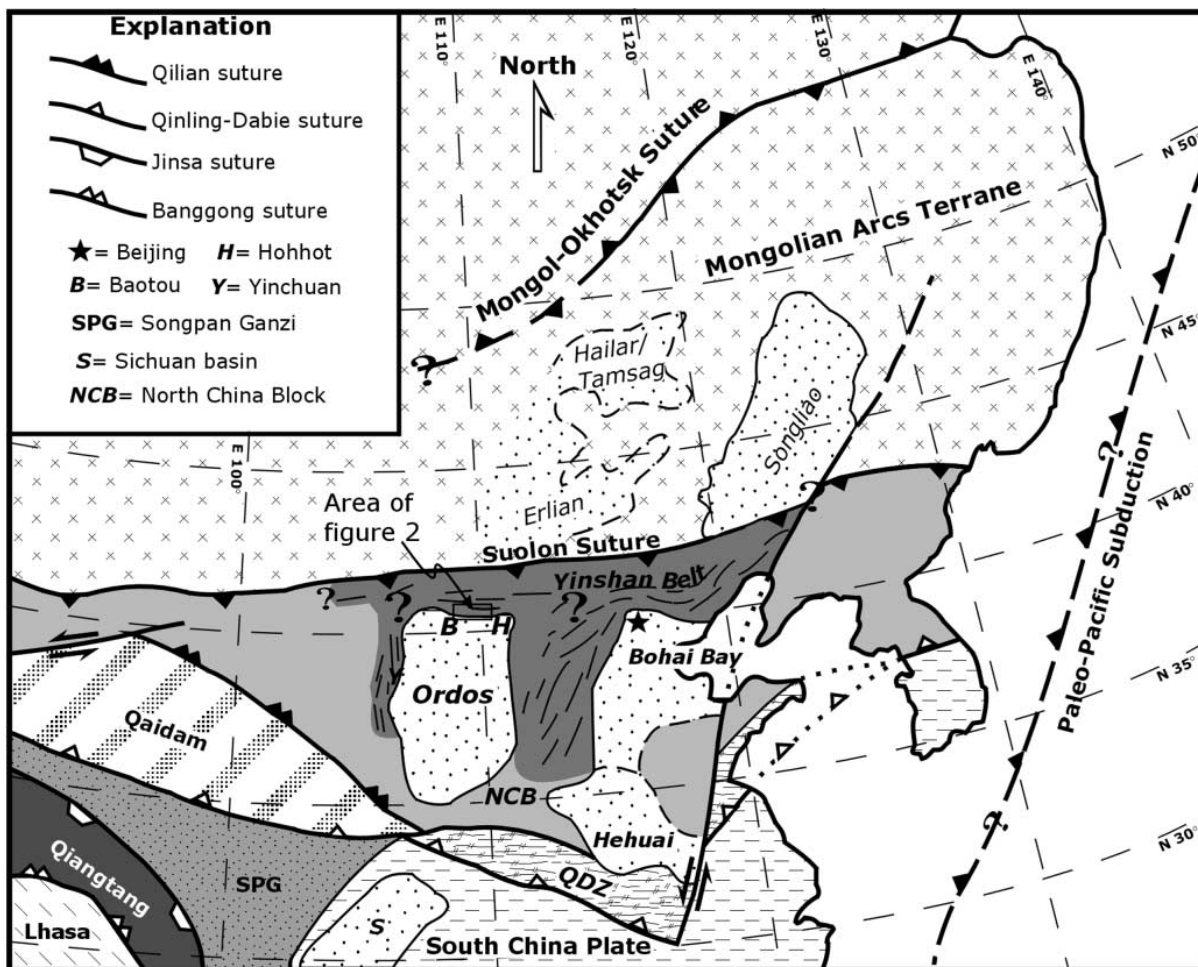 Explanation
Qilian suture
Qinling-Dabie suture
Jinsa suture
Banggong suture
★= Beijing H= Hohhot
B= Baotou Y= Yinchuan
SPG= Songpan Ganzi
S= Sichuan basin
NCB= North China Block
E 110°
E 120°
E 130°
E 140°
North
N 50°
Mongol-Okhotsk Suture
Mongolian Arcs Terrane
?
Hailar/
Tamsag
Songliao
N 45°
E 100°
Erlian
Area of
figure 2
?
?
Paleo-Pacific Subduction
N 40°
Suolon Suture
Yinshan Belt
?
?
?
B
H
★
Bohai Bay
Y
Ordos
N 35°
Qaidam
NCB
Hehuai
?
N 30°
Qiangtang
SPG
QDZ
Lhasa
S
South China Plate